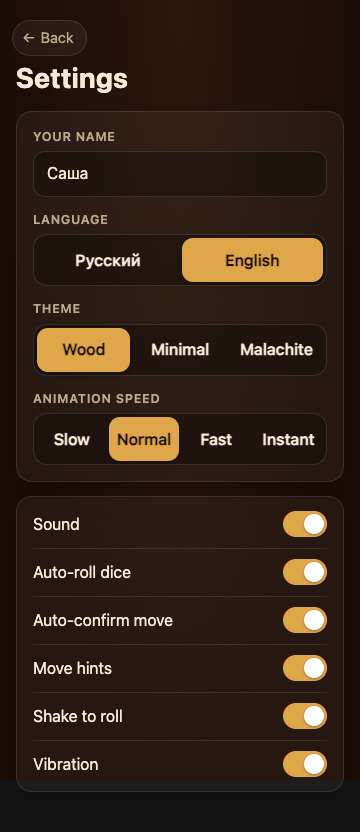 ← Back
Settings
YOUR NAME
Саша
LANGUAGE
Русский English
THEME
Wood Minimal Malachite
ANIMATION SPEED
Slow Normal Fast Instant
Sound
Auto-roll dice
Auto-confirm move
Move hints
Shake to roll
Vibration